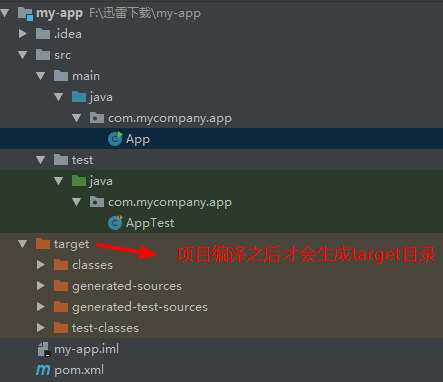 my-app F:\迅雷下载\my-app
.idea
src
main
java
com.mycompany.app
App
test
java
com.mycompany.app
AppTest
target 项目编译之后才会生成target目录
classes
generated-sources
generated-test-sources
test-classes
my-app.iml
pom.xml